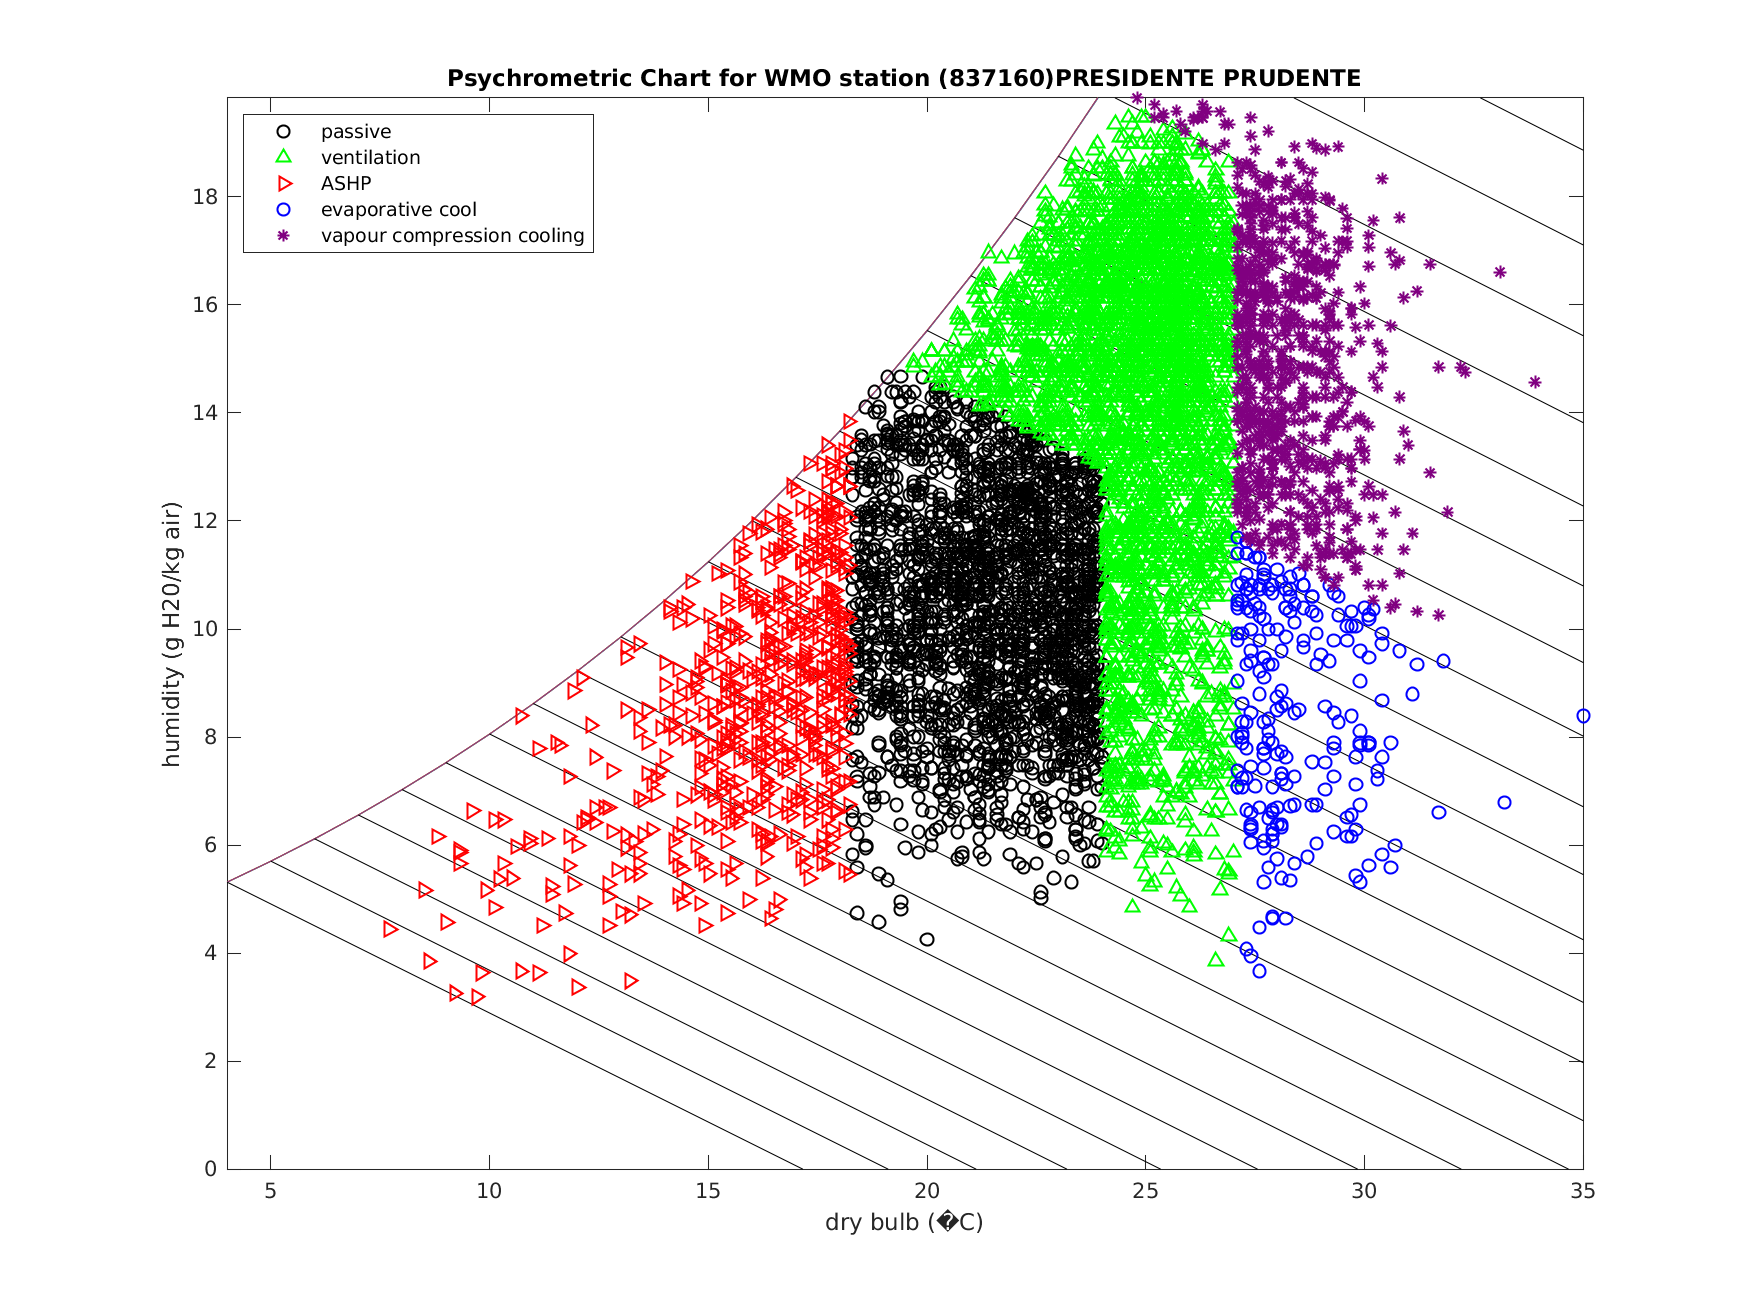 Psychrometric Chart for WMO station (837160)PRESIDENTE PRUDENTE
passive
ventilation
ASHP
evaporative cool
vapour compression cooling
humidity (g H20/kg air)
18
16
14
12
10
8
6
4
2
0
5 10 15 20 25 30 35
dry bulb (�C)